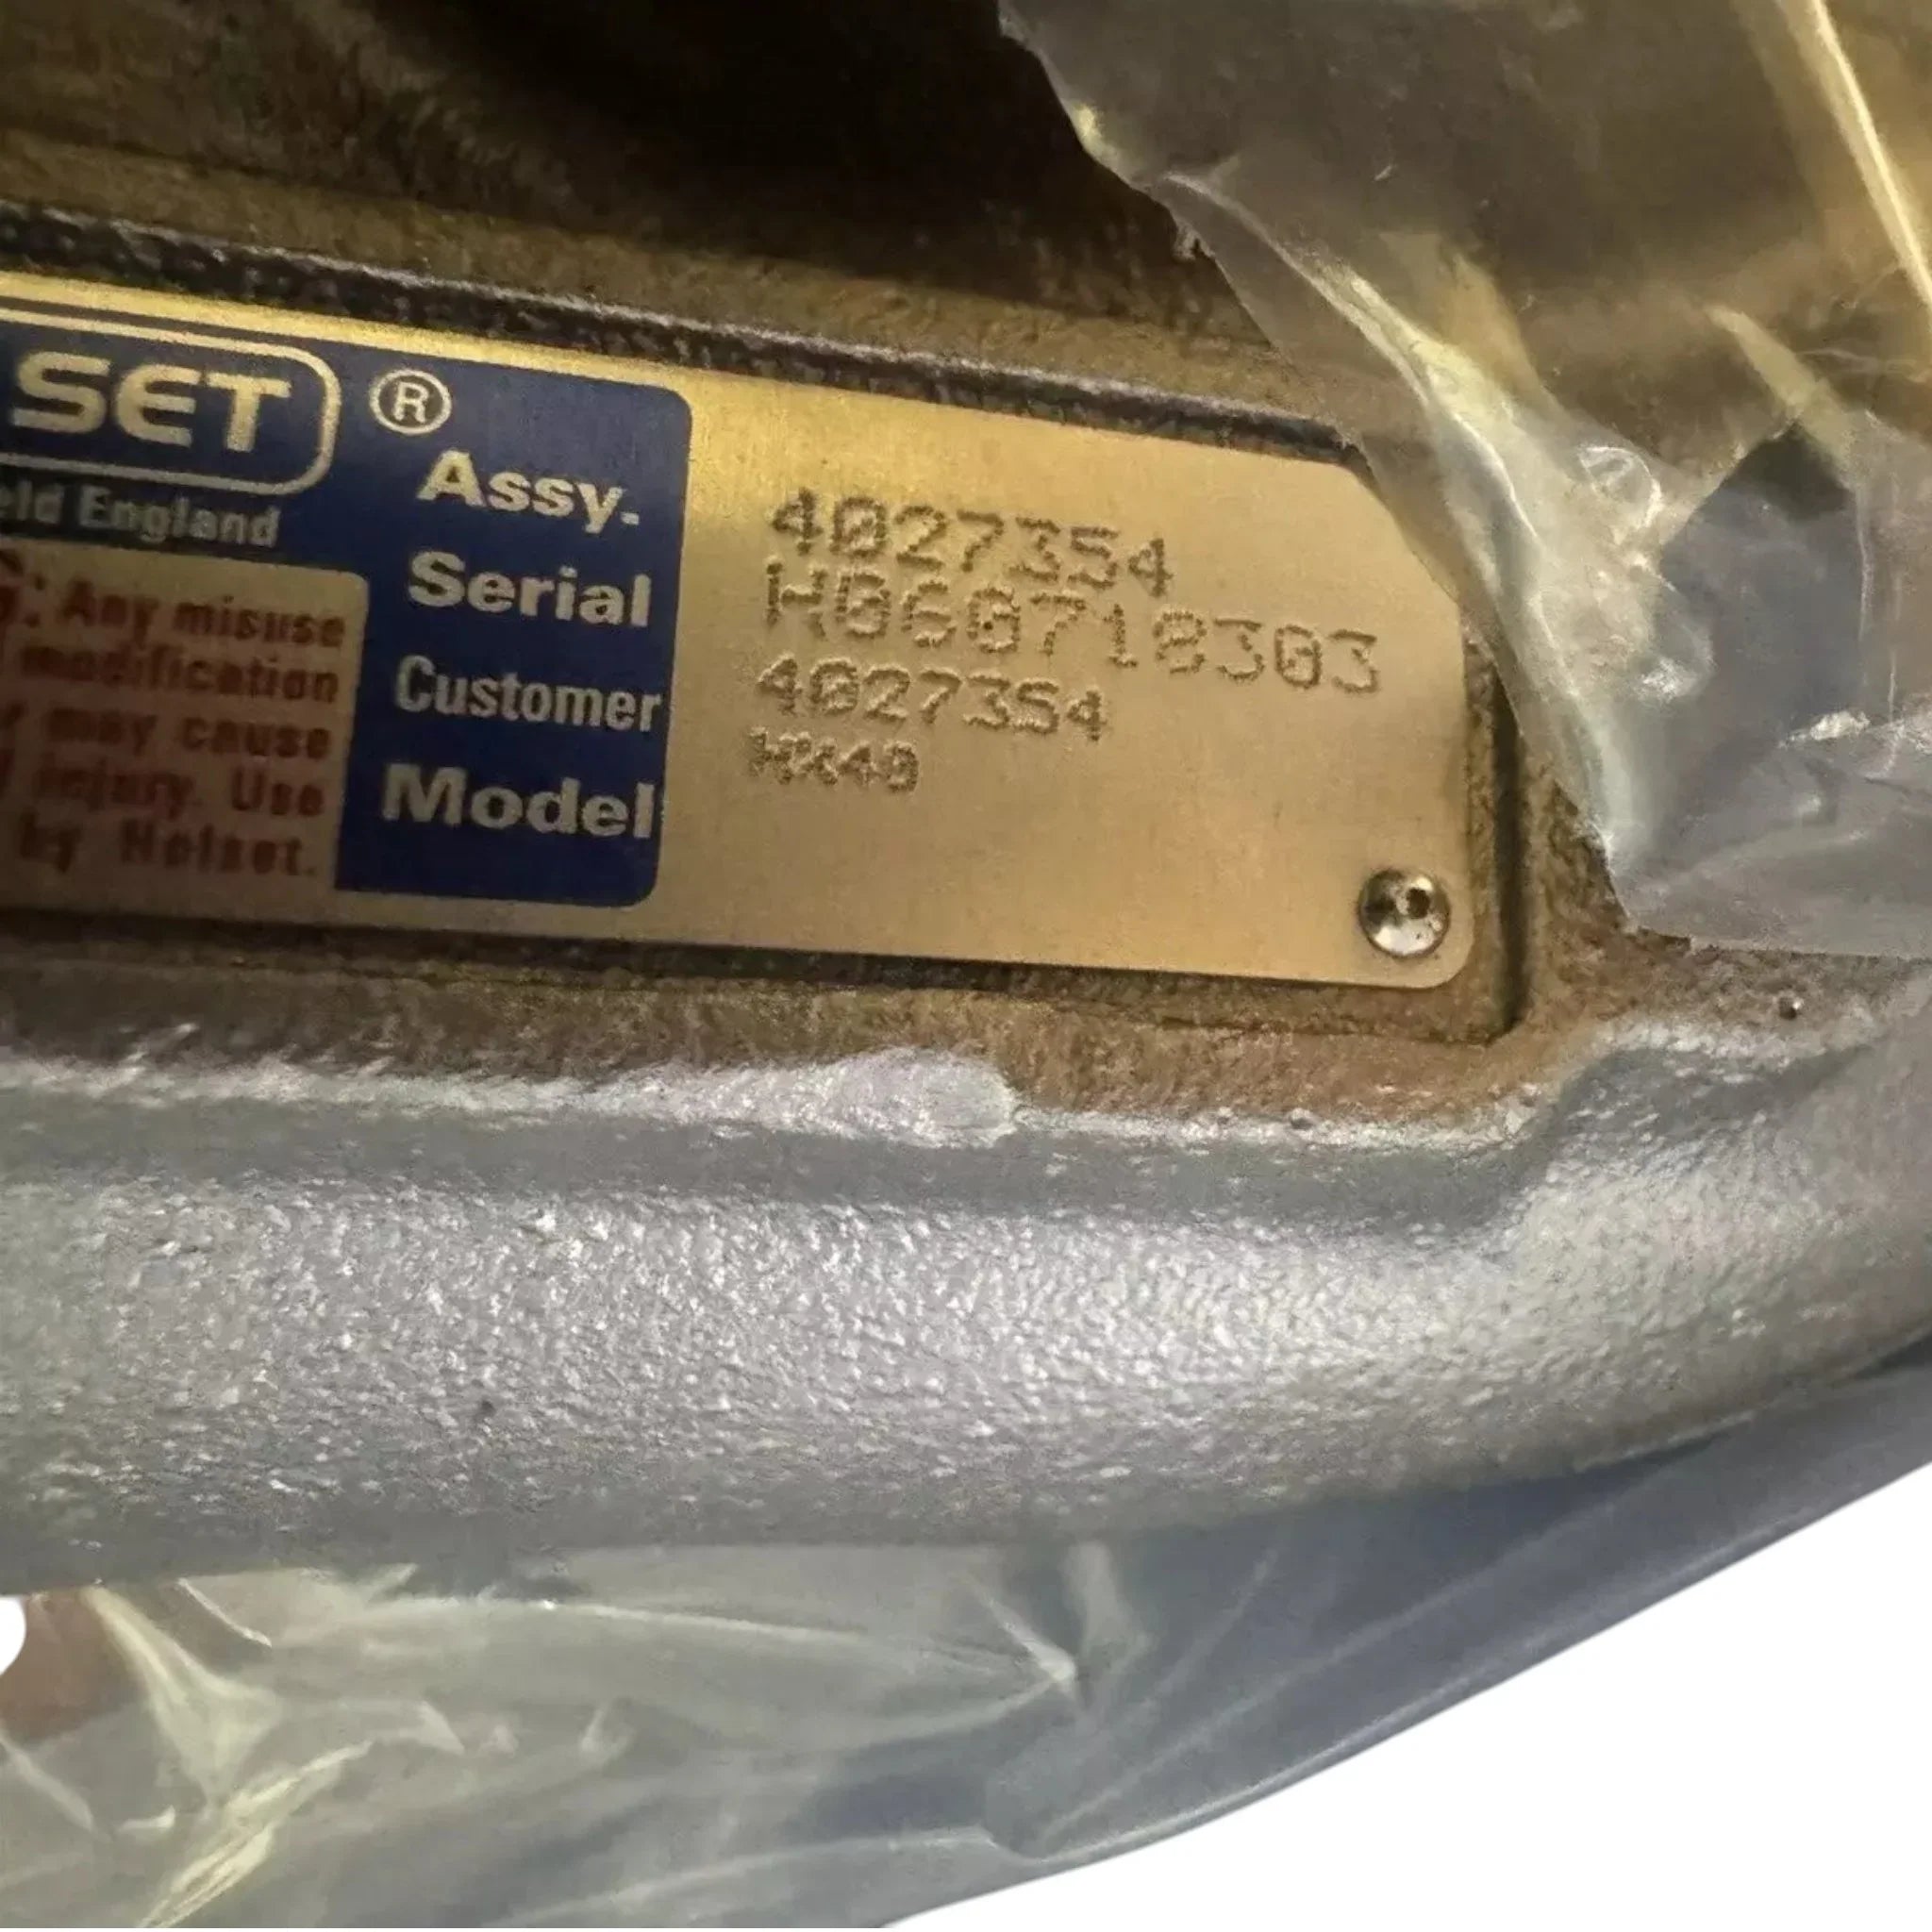 SET ®
eld England
Assy. 4027354
Serial H060710303
Customer 4027354
Model HX40
: Any misuse
modification
may cause
injury. Use
by Holset.